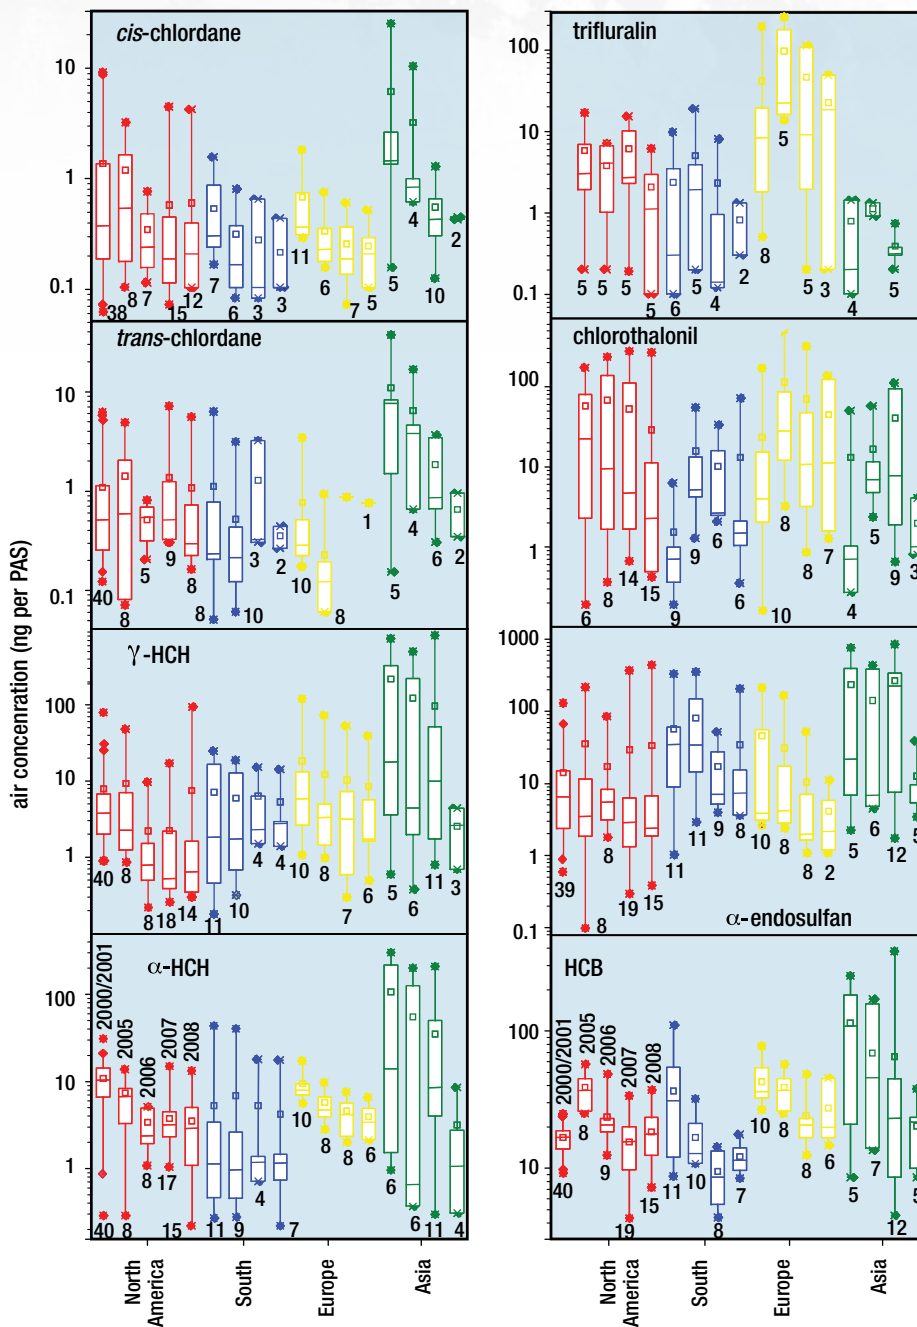 air concenration (ng per PAS)
cis-chlordane
10
1
0.1
38 8 7 15 12 7 6 3 3 11 6 7 5 5 4 10 2
trans-chlordane
10
1
0.1
40 8 5 9 8 8 10 3 2 10 8 1 5 4 6 2
γ-HCH
100
10
1
40 8 8 18 14 11 10 4 4 10 8 7 6 5 6 11 3
α-HCH
100
10
1
2000/2001 2005 2006 2007 2008
40 8 8 17 15 11 9 4 7 10 8 8 6 6 6 11 4
North America
South
Europe
Asia
trifluralin
100
10
1
0.1
5 5 5 5 6 5 4 2 8 5 5 3 4 5
chlorothalonil
100
10
1
6 8 14 15 9 9 6 6 10 8 8 7 4 5 9 3
1000
100
10
1
0.1
39 8 8 19 15 11 11 9 8 10 8 8 2 5 6 12 5
α-endosulfan
HCB
100
10
2000/2001 2005 2006 2007 2008
40 8 9 19 15 11 10 8 7 10 8 8 6 5 7 12 5
North America
South
Europe
Asia